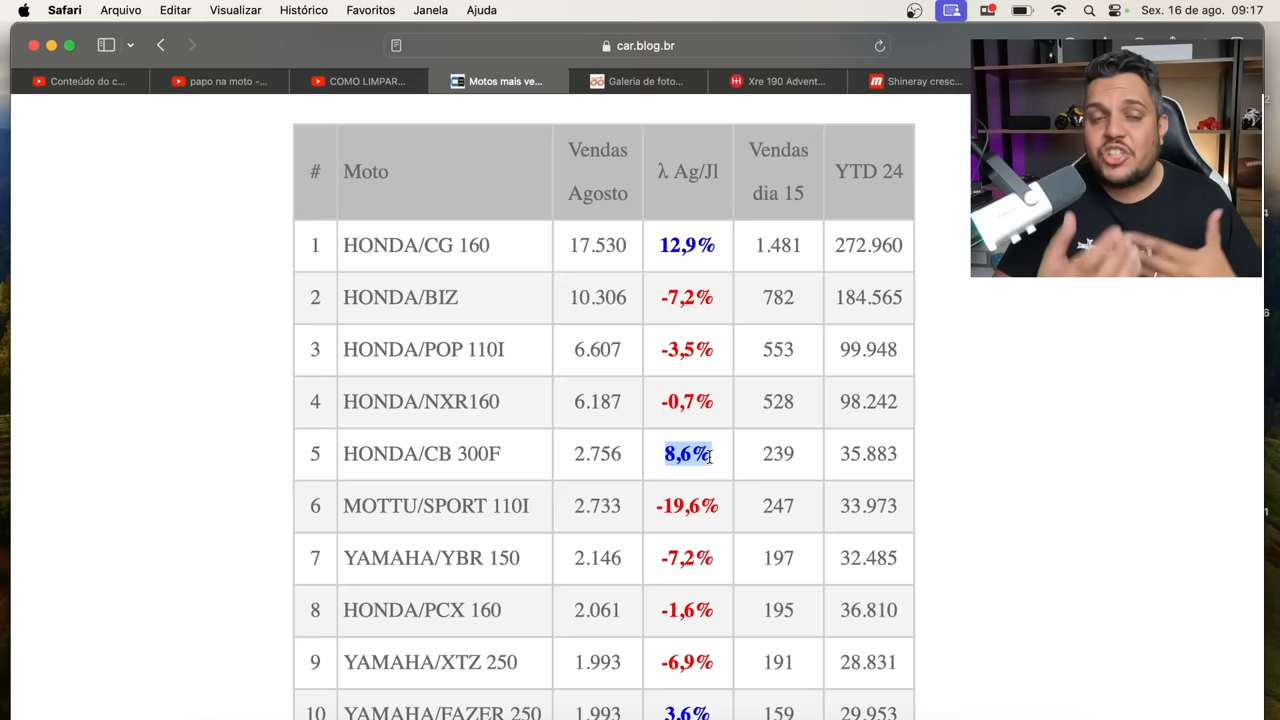 Safari Arquivo Editar Visualizar Histórico Favoritos Janela Ajuda Sex. 16 de ago. 09:17
car.blog.br
Conteúdo do c... papo na moto -... COMO LIMPAR... Motos mais ve... Galeria de foto... Xre 190 Advent... Shineray cresc...
# Moto Vendas Agosto λ Ag/Jl Vendas dia 15 YTD 24
1 HONDA/CG 160 17.530 12,9% 1.481 272.960
2 HONDA/BIZ 10.306 -7,2% 782 184.565
3 HONDA/POP 110I 6.607 -3,5% 553 99.948
4 HONDA/NXR160 6.187 -0,7% 528 98.242
5 HONDA/CB 300F 2.756 8,6% 239 35.883
6 MOTTU/SPORT 110I 2.733 -19,6% 247 33.973
7 YAMAHA/YBR 150 2.146 -7,2% 197 32.485
8 HONDA/PCX 160 2.061 -1,6% 195 36.810
9 YAMAHA/XTZ 250 1.993 -6,9% 191 28.831
10 YAMAHA/FAZER 250 1.993 3,6% 159 29.953